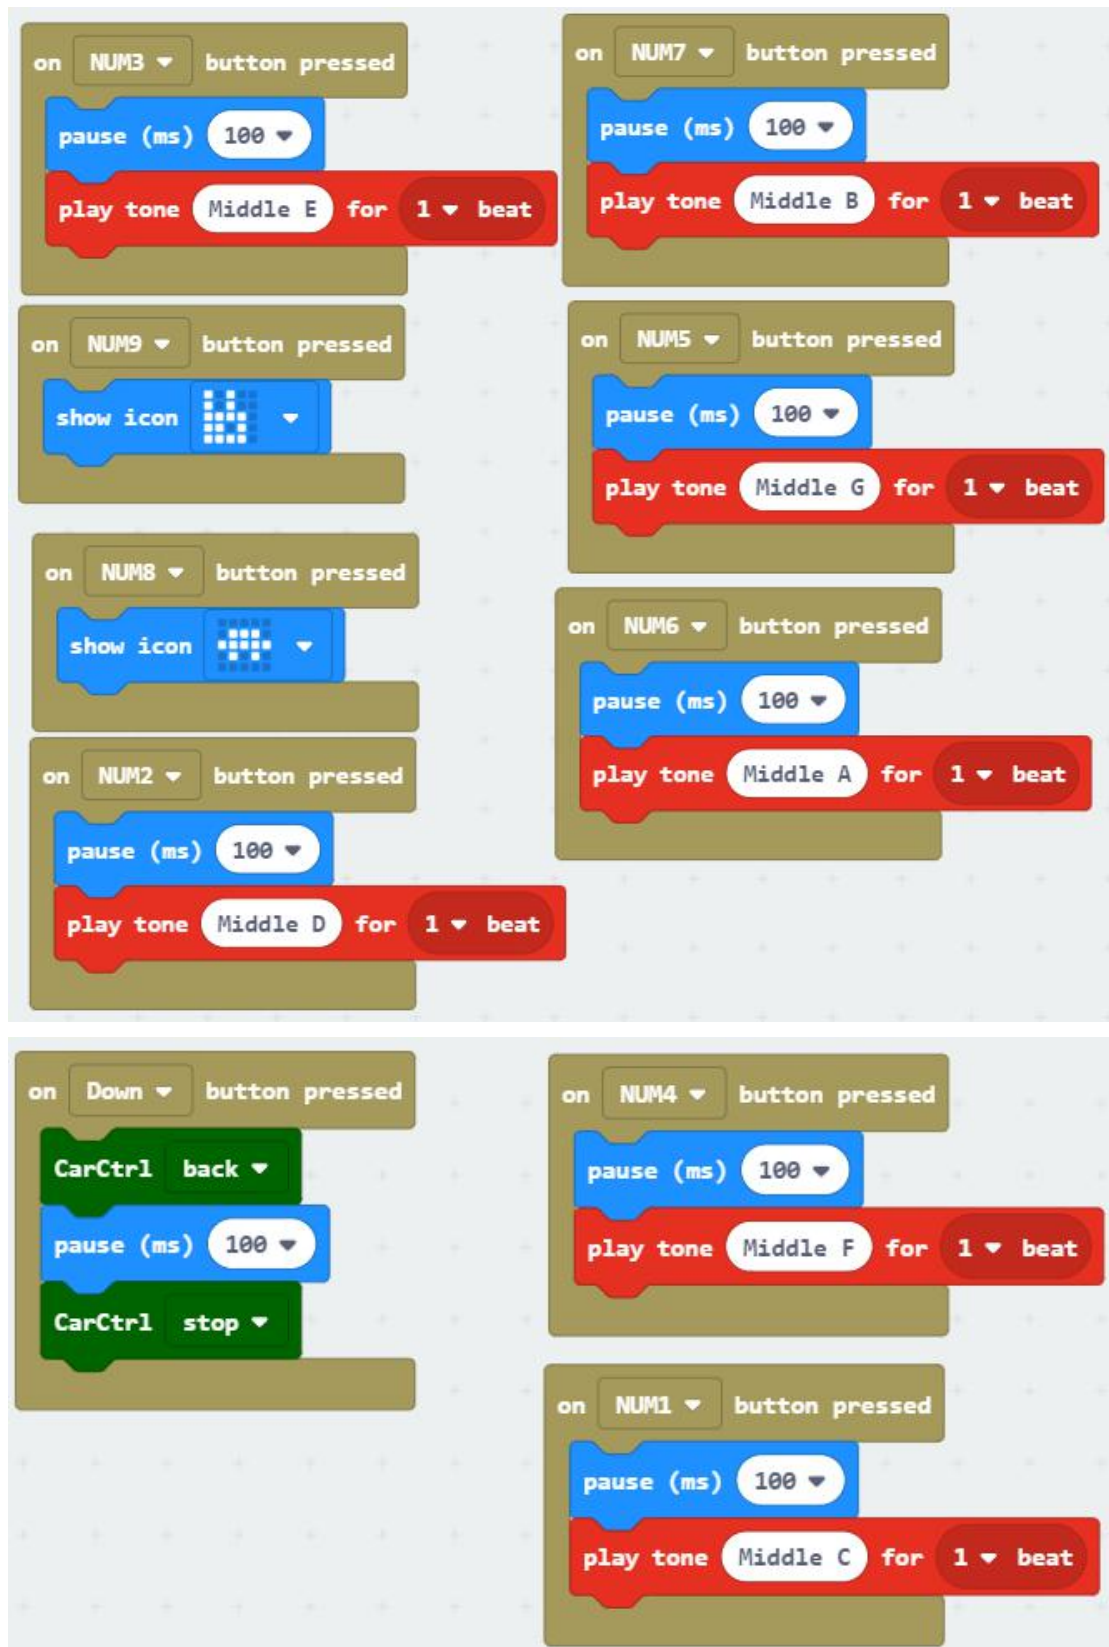 on NUM3 button pressed
pause (ms) 100
play tone Middle E for 1 beat
on NUM9 button pressed
show icon
on NUM8 button pressed
show icon
on NUM2 button pressed
pause (ms) 100
play tone Middle D for 1 beat
on NUM7 button pressed
pause (ms) 100
play tone Middle B for 1 beat
on NUM5 button pressed
pause (ms) 100
play tone Middle G for 1 beat
on NUM6 button pressed
pause (ms) 100
play tone Middle A for 1 beat
on Down button pressed
CarCtrl back
pause (ms) 100
CarCtrl stop
on NUM4 button pressed
pause (ms) 100
play tone Middle F for 1 beat
on NUM1 button pressed
pause (ms) 100
play tone Middle C for 1 beat